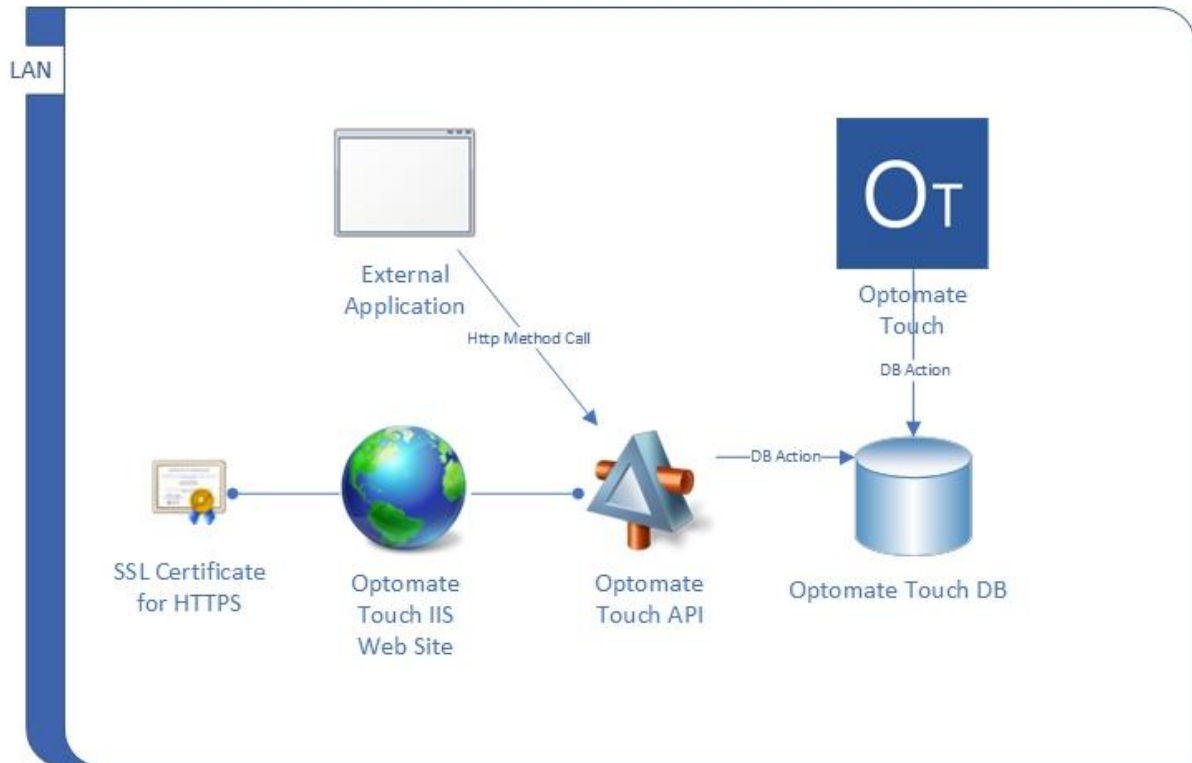 LAN
OT
External
Application
Optomate
Touch
Http Method Call
DB Action
DB Action
SSL Certificate
for HTTPS
Optomate
Touch IIS
Web Site
Optomate
Touch API
Optomate Touch DB